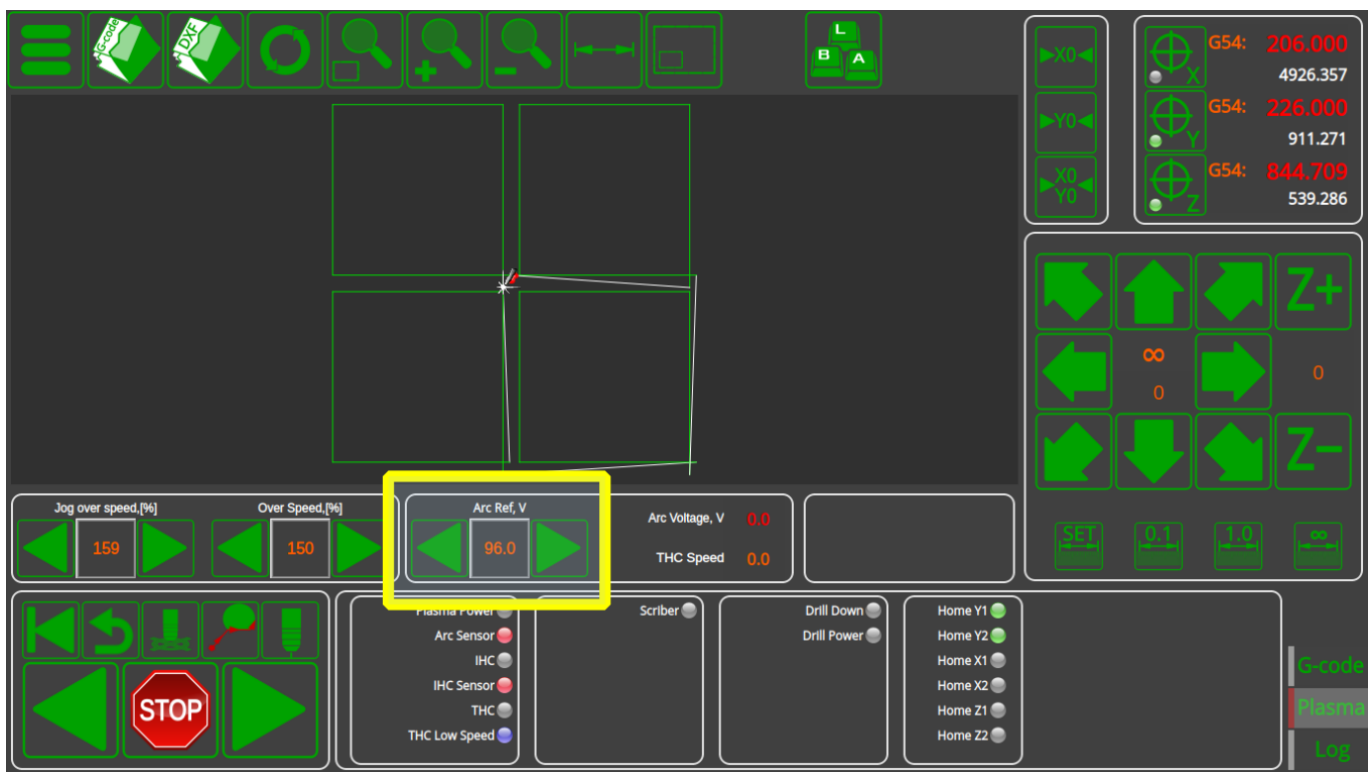 G-code
DXF
L
B A
X0
Y0
X0
Y0
X
G54: 206.000
4926.357
Y
G54: 226.000
911.271
Z
G54: 844.709
539.286
Z+
∞
0
0
Z-
SET
0.1
1.0
∞
Jog over speed,[%]
159
Over Speed,[%]
150
Arc Ref, V
96.0
Arc Voltage, V 0.0
THC Speed 0.0
STOP
Plasma Power
Arc Sensor
IHC
IHC Sensor
THC
THC Low Speed
Scriber
Drill Down
Drill Power
Home Y1
Home Y2
Home X1
Home X2
Home Z1
Home Z2
G-code
Plasma
Log